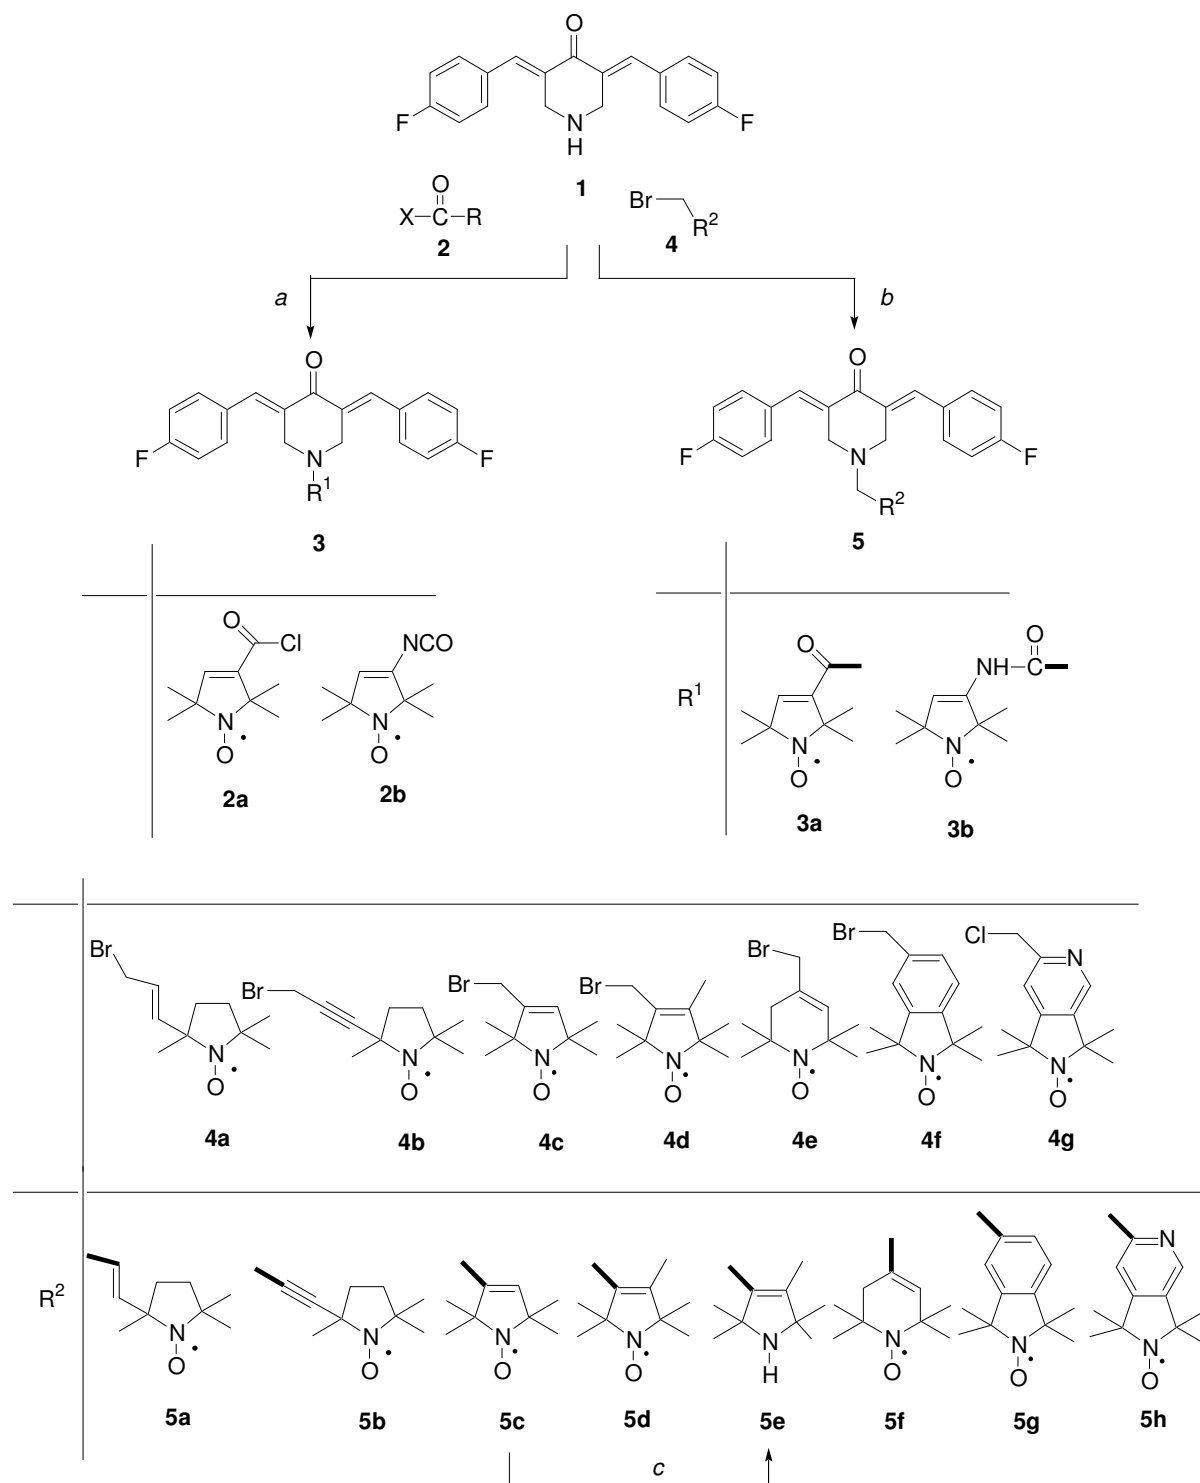 O
F
N
H
F
1
O
X–C–R
2
Br
R2
4
a
b
O
F
N
R1
F
3
O
F
N
R2
F
5
O
Cl
N
O•
2a
NCO
N
O•
2b
R1
O
N
O•
3a
O
NH–C
N
O•
3b
Br
N
O•
4a
Br
N
O•
4b
Br
N
O•
4c
Br
N
O•
4d
Br
N
O•
4e
Br
N
O•
4f
Cl
N
N
O•
4g
R2
N
O•
5a
N
O•
5b
N
O•
5c
N
O•
5d
N
H
5e
N
O•
5f
N
O•
5g
N
N
O•
5h
c